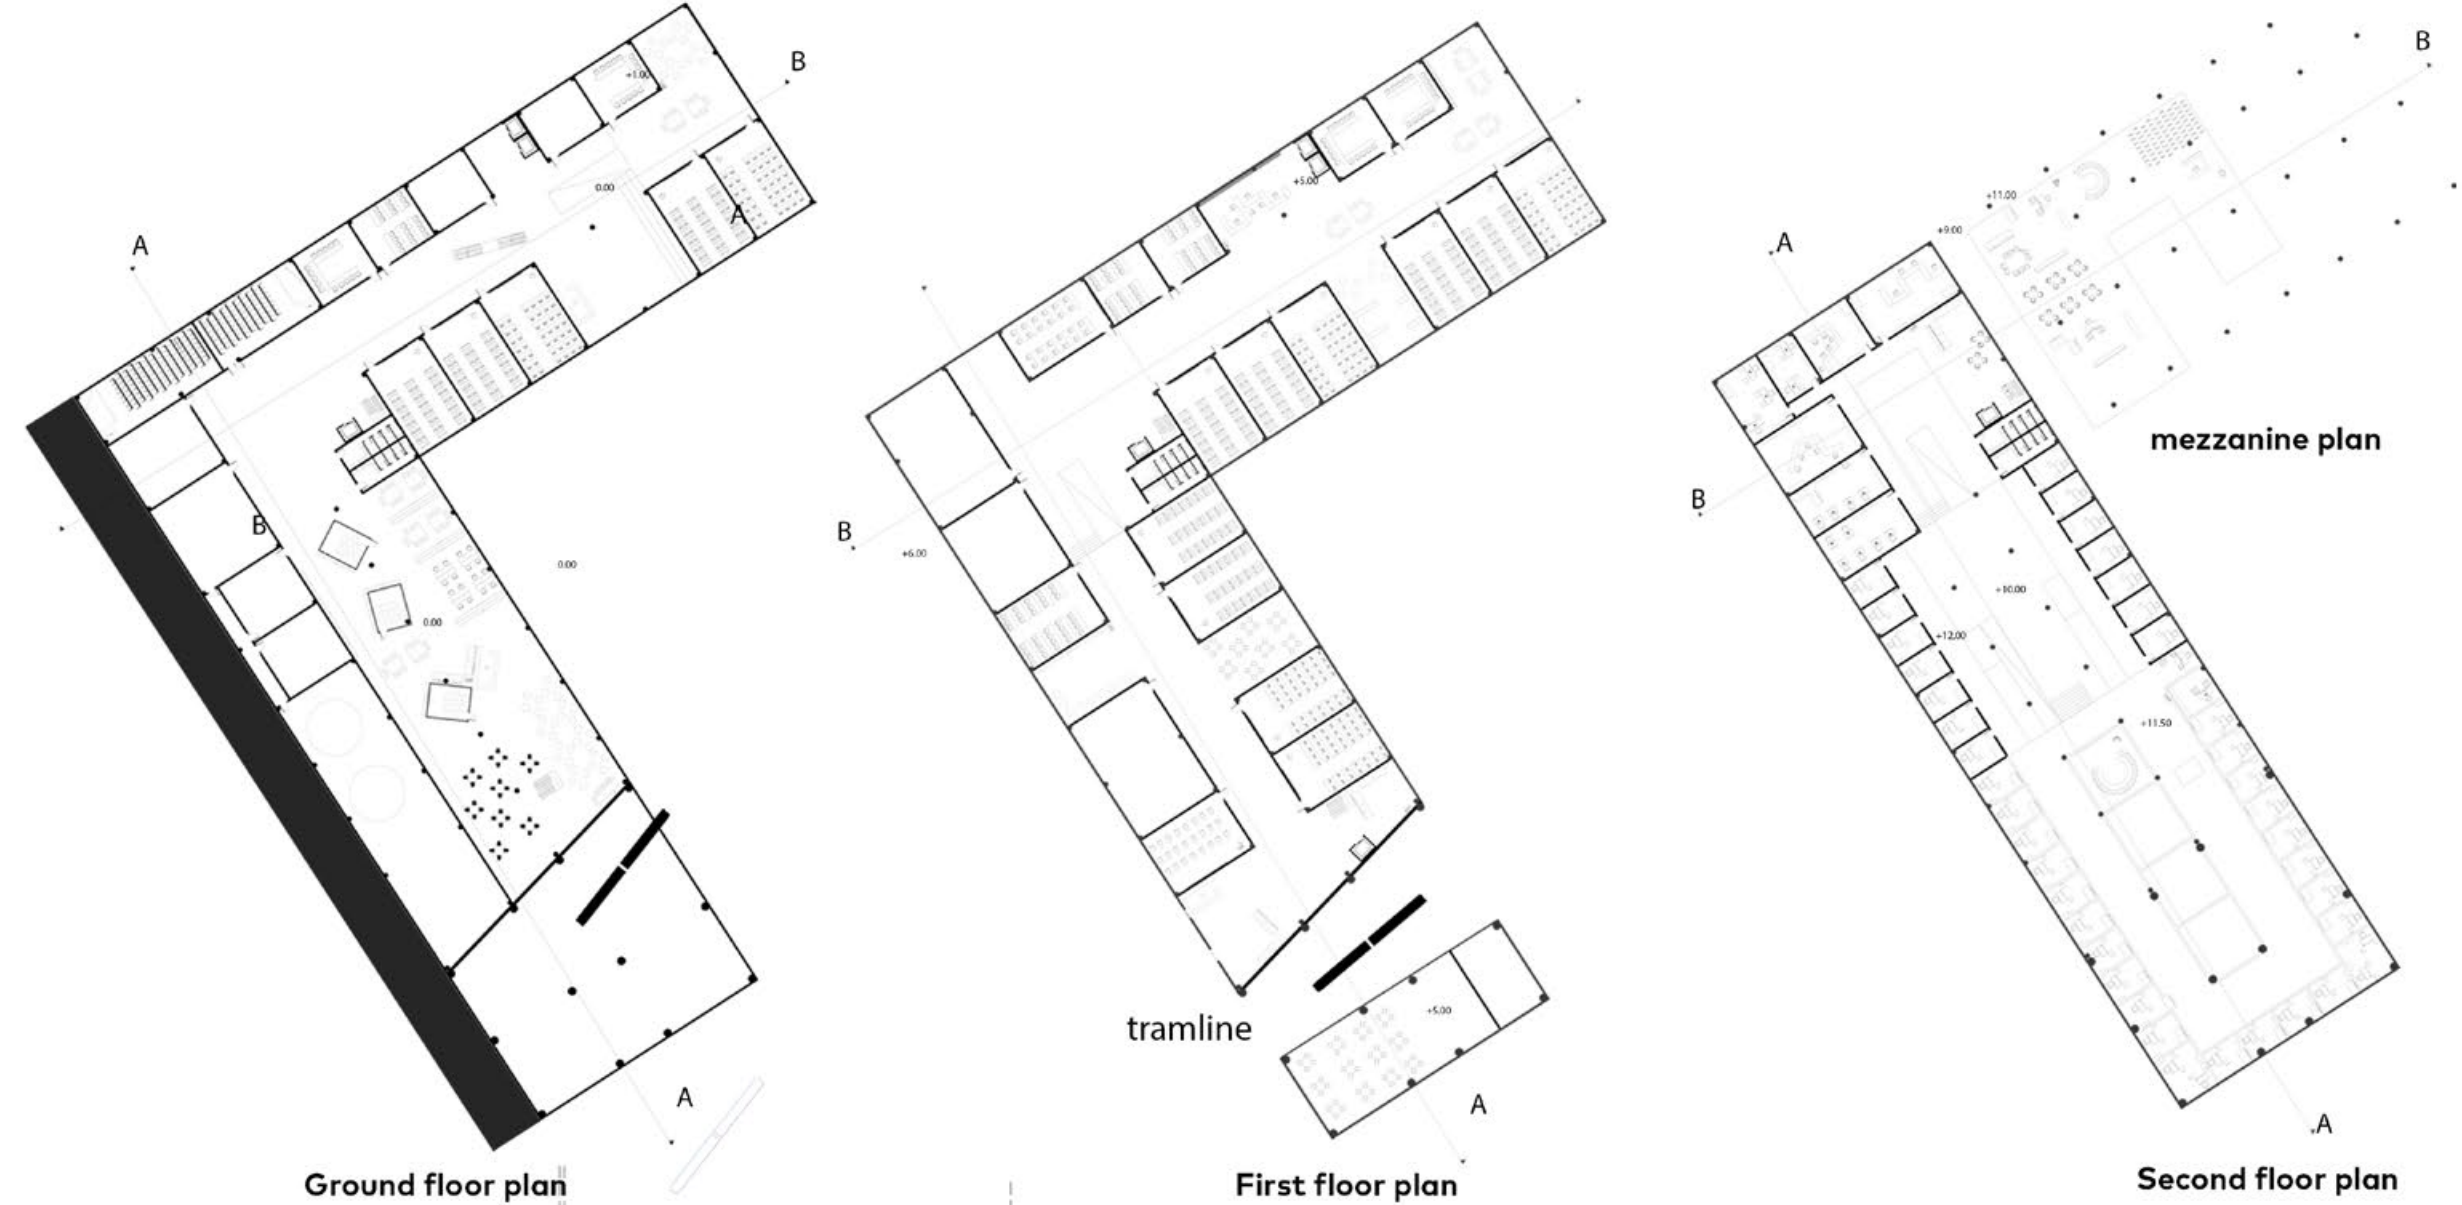 B
+1.00
0.00
A
A
B
0.00
0.00
A
Ground floor plan
+5.00
B
+6.00
tramline
+5.00
A
First floor plan
B
+11.00
+9.00
A
mezzanine plan
B
+10.00
+12.00
+11.50
A
Second floor plan